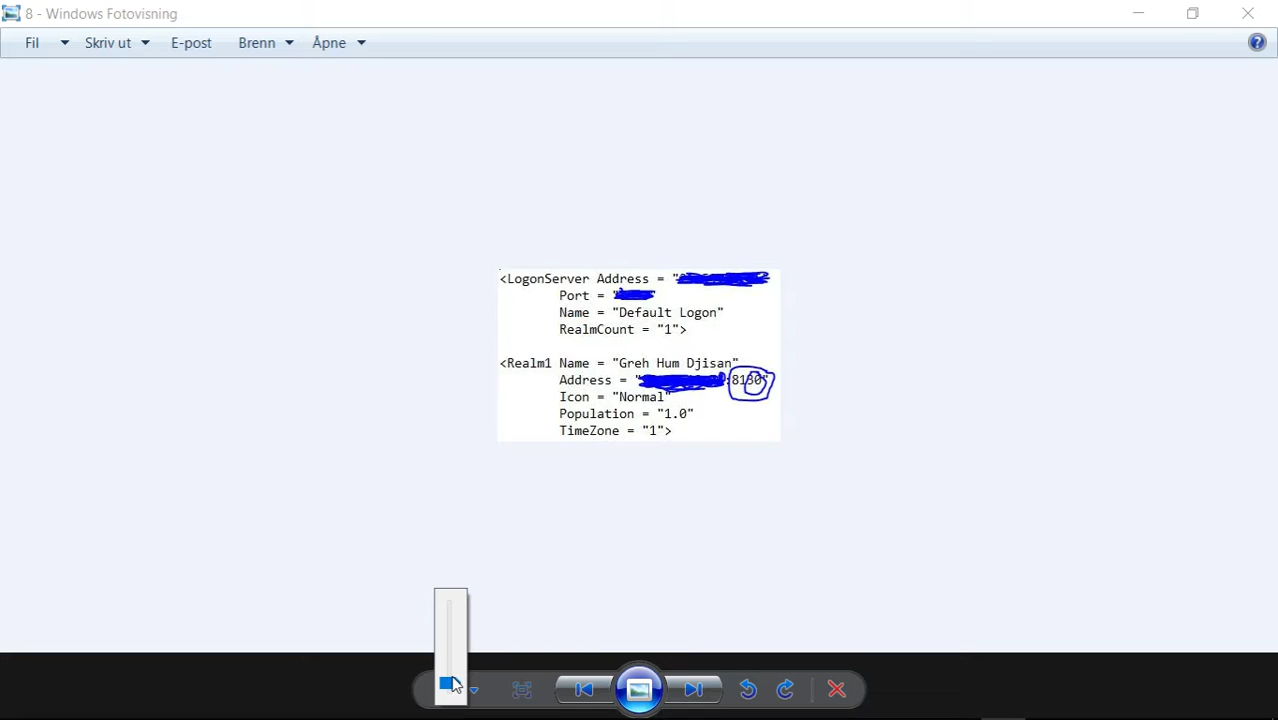 8 - Windows Fotovisning
Fil Skriv ut E-post Brenn Åpne
<LogonServer Address = "
Port = " "
Name = "Default Logon"
RealmCount = "1">
<Realm1 Name = "Greh Hum Djisan"
Address = " :8130"
Icon = "Normal"
Population = "1.0"
TimeZone = "1">